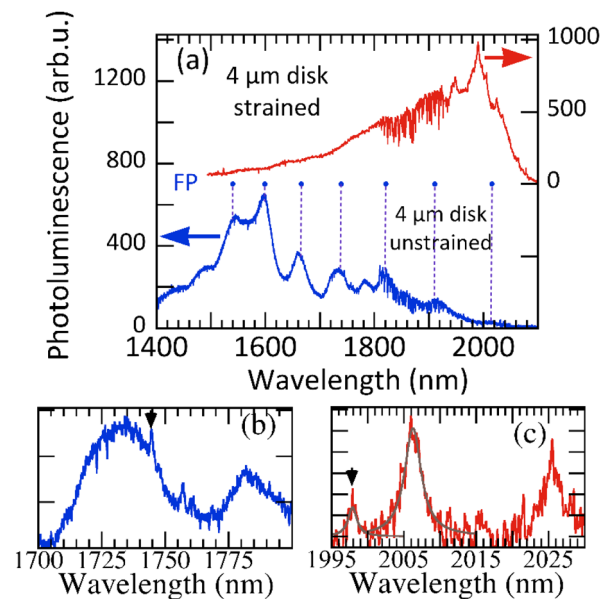 (a) 4 µm disk
strained
FP
4 µm disk
unstrained
Photoluminescence (arb.u.)
1200
1000
800
400
0
1000
500
0
1400 1600 1800 2000
Wavelength (nm)
(b)
1700 1725 1750 1775
Wavelength (nm)
(c)
1995 2005 2015 2025
Wavelength (nm)